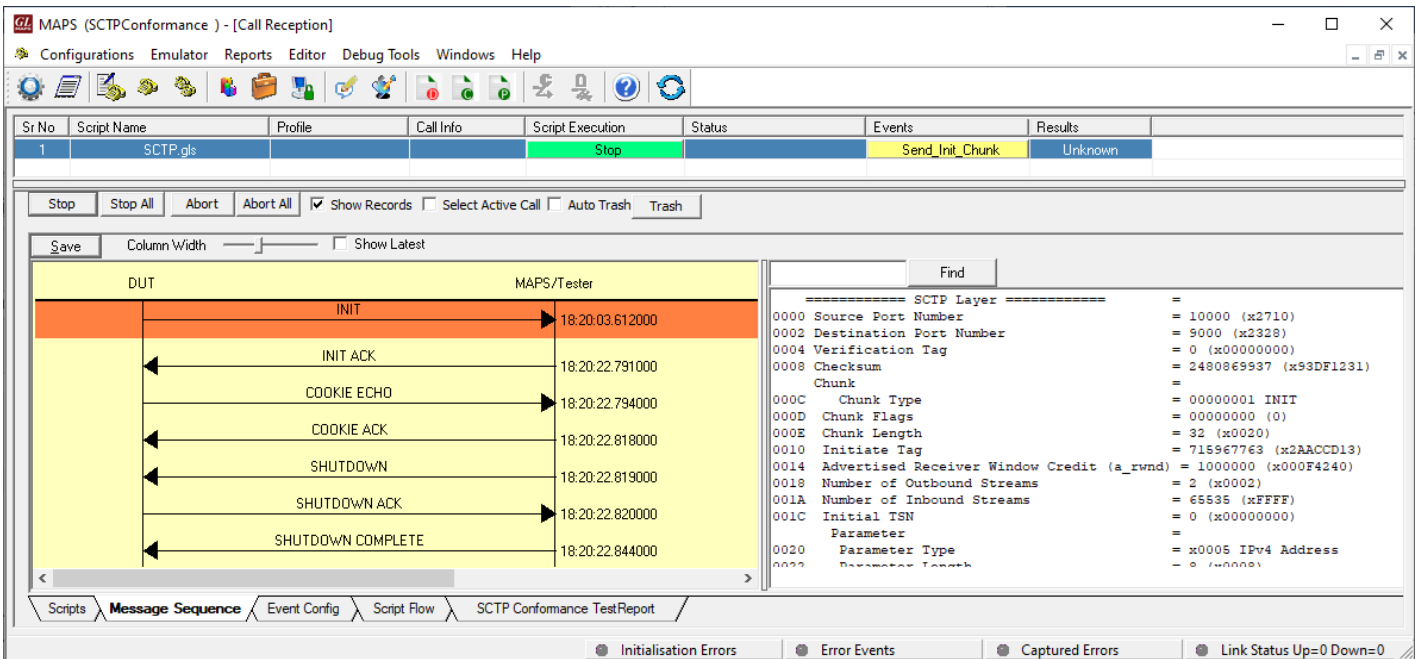 GL MAPS MAPS (SCTPConformance ) - [Call Reception]
Configurations Emulator Reports Editor Debug Tools Windows Help
Sr No Script Name Profile Call Info Script Execution Status Events Results
1 SCTP.gls Stop Send_Init_Chunk Unknown
Stop Stop All Abort Abort All Show Records Select Active Call Auto Trash Trash
Save Column Width Show Latest
DUT MAPS/Tester
INIT
18:20:03.612000
INIT ACK
18:20:22.791000
COOKIE ECHO
18:20:22.794000
COOKIE ACK
18:20:22.818000
SHUTDOWN
18:20:22.819000
SHUTDOWN ACK
18:20:22.820000
SHUTDOWN COMPLETE
18:20:22.844000
Find
============ SCTP Layer ============ =
0000 Source Port Number = 10000 (x2710)
0002 Destination Port Number = 9000 (x2328)
0004 Verification Tag = 0 (x00000000)
0008 Checksum = 2480869937 (x93DF1231)
Chunk =
000C Chunk Type = 00000001 INIT
000D Chunk Flags = 00000000 (0)
000E Chunk Length = 32 (x0020)
0010 Initiate Tag = 715967763 (x2AACCD13)
0014 Advertised Receiver Window Credit (a_rwnd) = 1000000 (x000F4240)
0018 Number of Outbound Streams = 2 (x0002)
001A Number of Inbound Streams = 65535 (xFFFF)
001C Initial TSN = 0 (x00000000)
Parameter =
0020 Parameter Type = x0005 IPv4 Address
0022 Parameter Length = 8 (x0008)
Scripts Message Sequence Event Config Script Flow SCTP Conformance TestReport
Initialisation Errors Error Events Captured Errors Link Status Up=0 Down=0